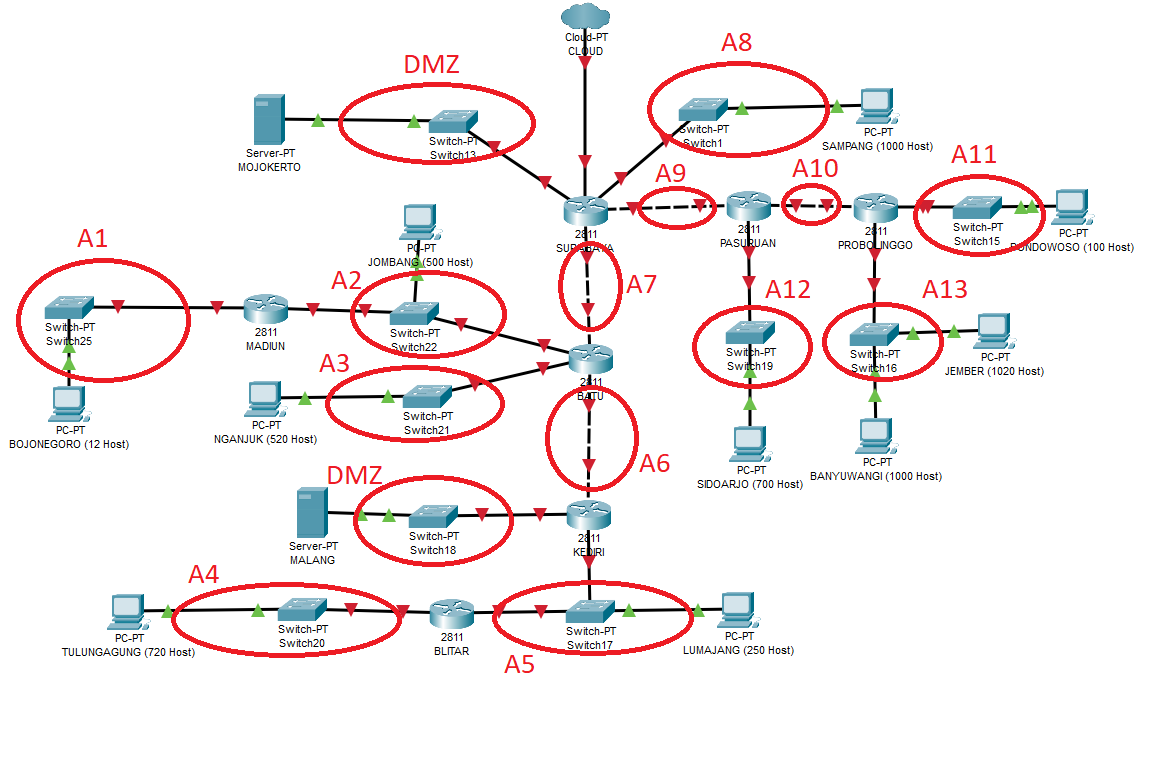 Cloud-PT
CLOUD
A8
DMZ
Server-PT
MOJOKERTO
Switch-PT
Switch13
Switch-PT
Switch1
PC-PT
SAMPANG (1000 Host)
A9
A10
A11
2811
SURABAYA
2811
PASURUAN
2811
PROBOLINGGO
Switch-PT
Switch15
PC-PT
BONDOWOSO (100 Host)
A1
PC-PT
JOMBANG (500 Host)
A2
A7
A12
A13
Switch-PT
Switch25
2811
MADIUN
Switch-PT
Switch22
Switch-PT
Switch19
Switch-PT
Switch16
PC-PT
JEMBER (1020 Host)
A3
2811
BATU
PC-PT
BOJONEGORO (12 Host)
PC-PT
NGANJUK (520 Host)
Switch-PT
Switch21
PC-PT
SIDOARJO (700 Host)
PC-PT
BANYUWANGI (1000 Host)
A6
DMZ
Server-PT
MALANG
Switch-PT
Switch18
2811
KEDIRI
A4
PC-PT
TULUNGAGUNG (720 Host)
Switch-PT
Switch20
2811
BLITAR
Switch-PT
Switch17
PC-PT
LUMAJANG (250 Host)
A5